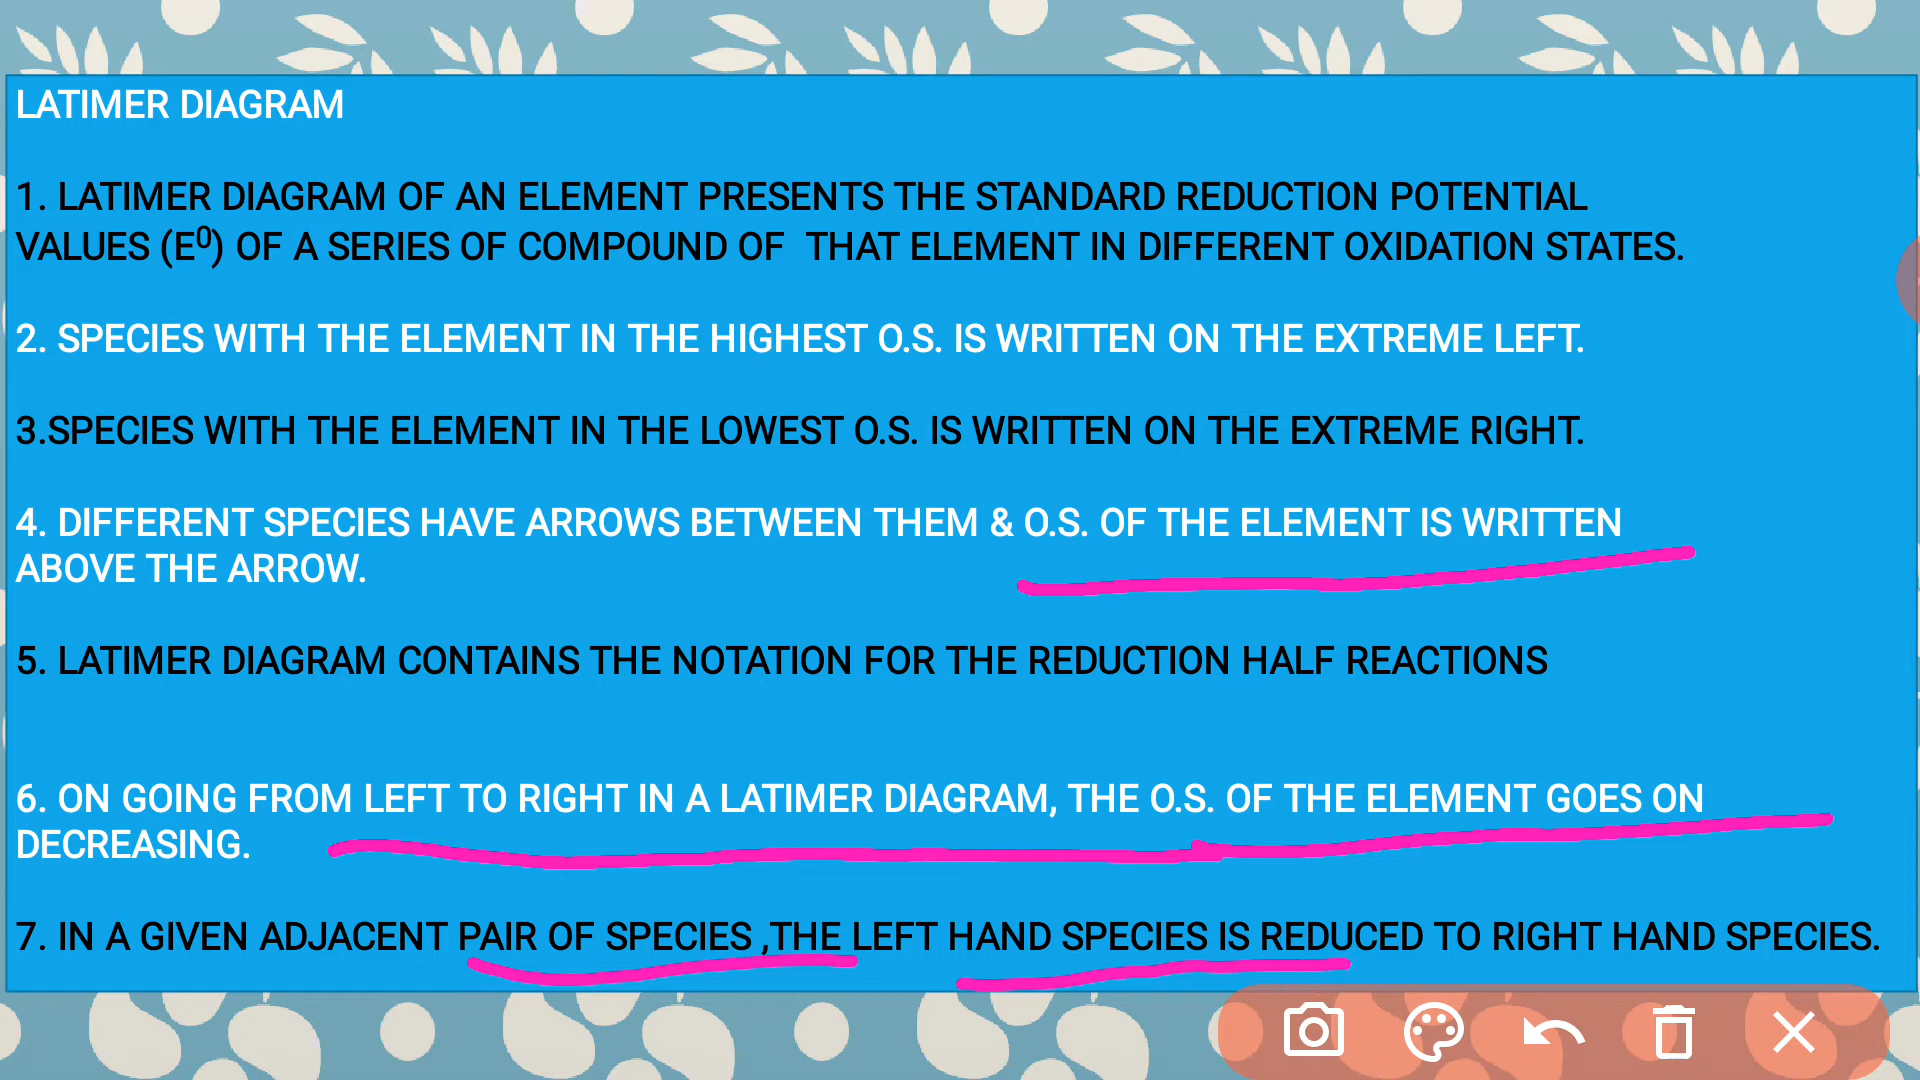 LATIMER DIAGRAM
1. LATIMER DIAGRAM OF AN ELEMENT PRESENTS THE STANDARD REDUCTION POTENTIAL
VALUES (E⁰) OF A SERIES OF COMPOUND OF THAT ELEMENT IN DIFFERENT OXIDATION STATES.
2. SPECIES WITH THE ELEMENT IN THE HIGHEST O.S. IS WRITTEN ON THE EXTREME LEFT.
3.SPECIES WITH THE ELEMENT IN THE LOWEST O.S. IS WRITTEN ON THE EXTREME RIGHT.
4. DIFFERENT SPECIES HAVE ARROWS BETWEEN THEM & O.S. OF THE ELEMENT IS WRITTEN
ABOVE THE ARROW.
5. LATIMER DIAGRAM CONTAINS THE NOTATION FOR THE REDUCTION HALF REACTIONS
6. ON GOING FROM LEFT TO RIGHT IN A LATIMER DIAGRAM, THE O.S. OF THE ELEMENT GOES ON
DECREASING.
7. IN A GIVEN ADJACENT PAIR OF SPECIES ,THE LEFT HAND SPECIES IS REDUCED TO RIGHT HAND SPECIES.